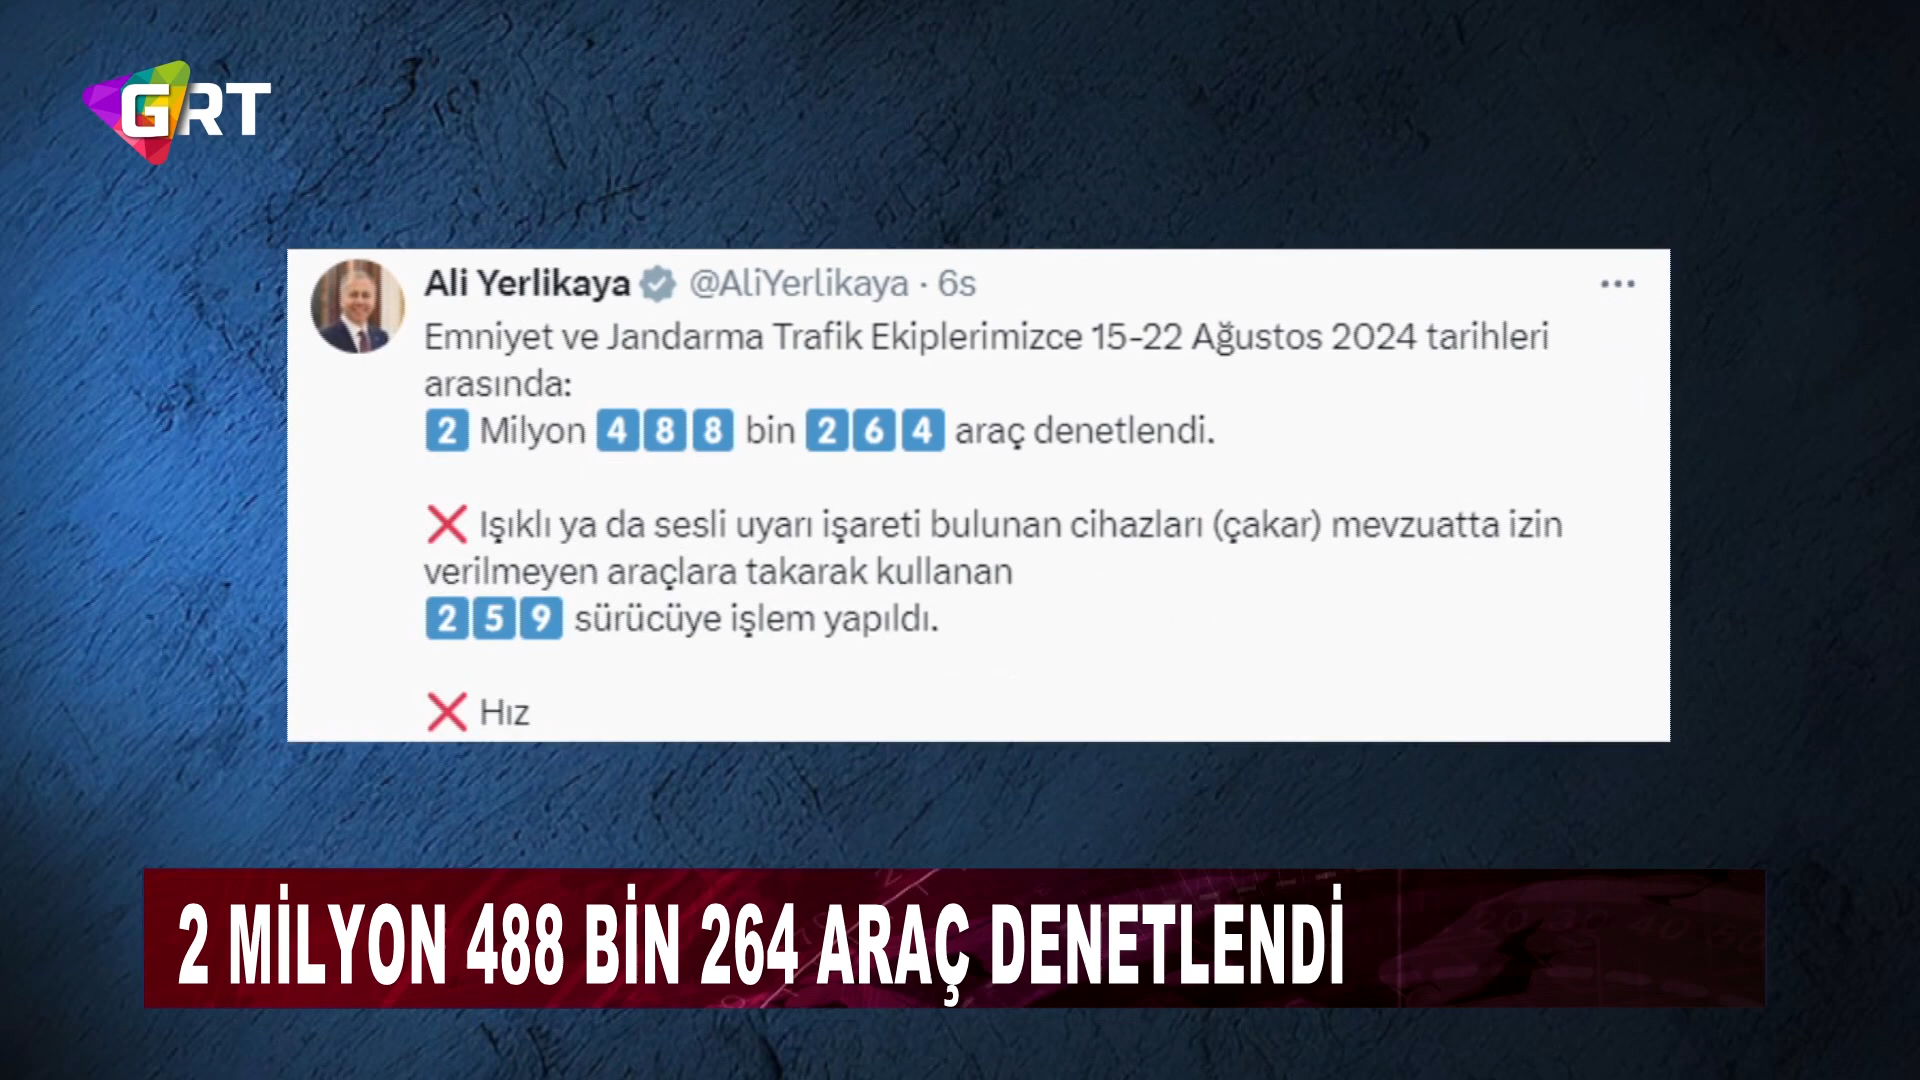 GRT
Ali Yerlikaya @AliYerlikaya · 6s
Emniyet ve Jandarma Trafik Ekiplerimizce 15-22 Ağustos 2024 tarihleri
arasında:
2 Milyon 488 bin 264 araç denetlendi.
❌ Işıklı ya da sesli uyarı işareti bulunan cihazları (çakar) mevzuatta izin
verilmeyen araçlara takarak kullanan
259 sürücüye işlem yapıldı.
❌ Hız
2 MİLYON 488 BİN 264 ARAÇ DENETLENDİ